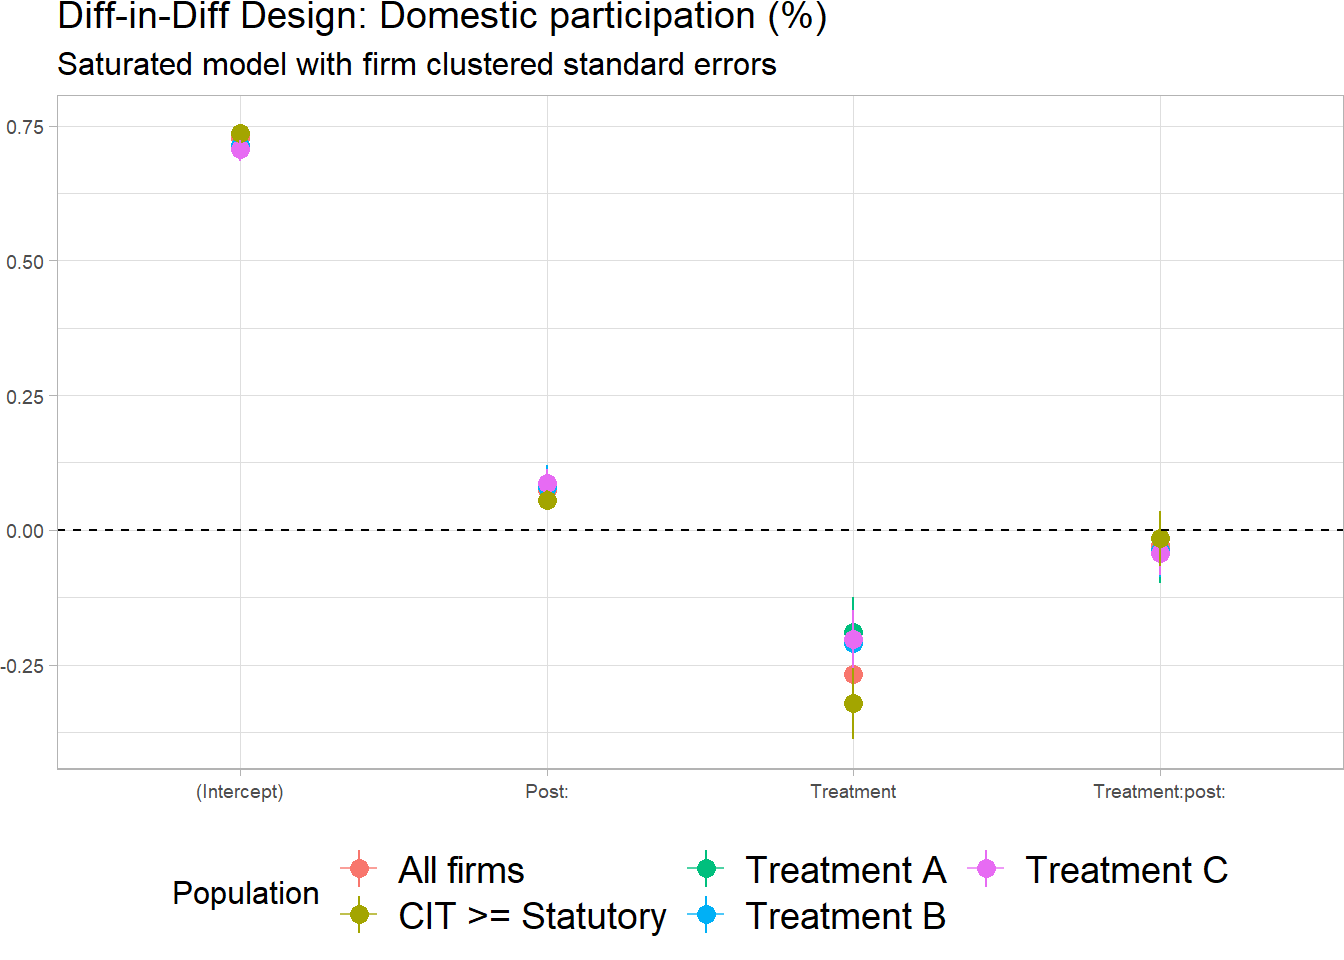 Diff-in-Diff Design: Domestic participation (%)
Saturated model with firm clustered standard errors
0.75
0.50
0.25
0.00
-0.25
(Intercept)
Post:
Treatment
Treatment:post:
Population
All firms
CIT >= Statutory
Treatment A
Treatment B
Treatment C